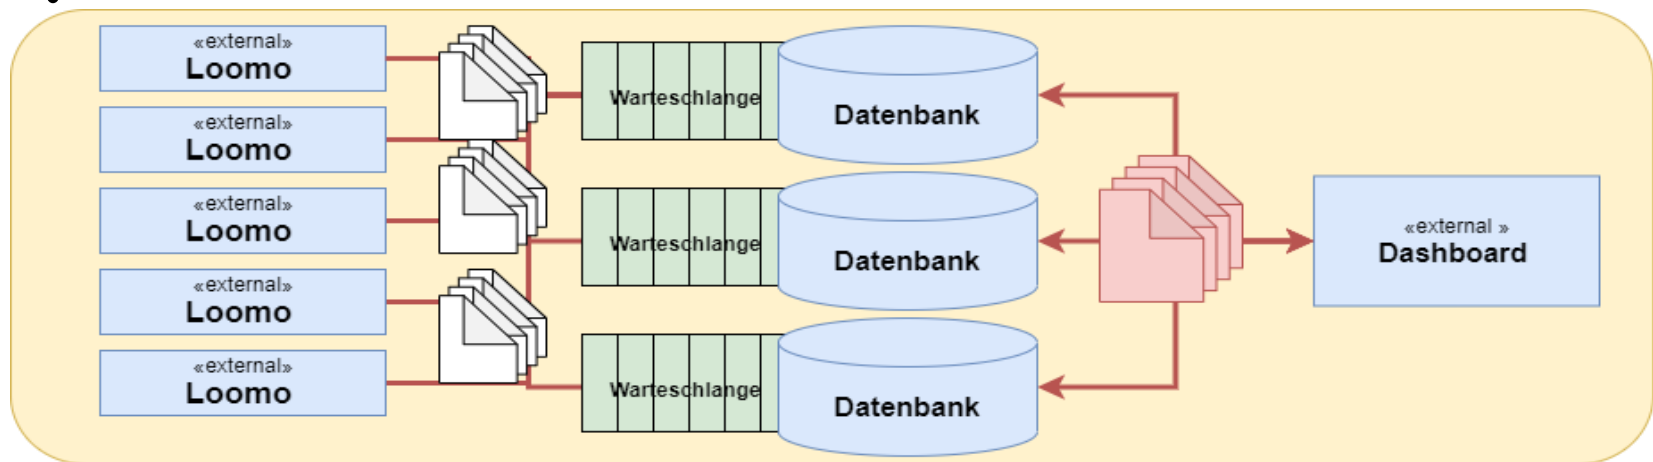 «external»
Loomo
«external»
Loomo
«external»
Loomo
«external»
Loomo
«external»
Loomo
Warteschlange
Datenbank
Warteschlange
Datenbank
Warteschlange
Datenbank
«external »
Dashboard